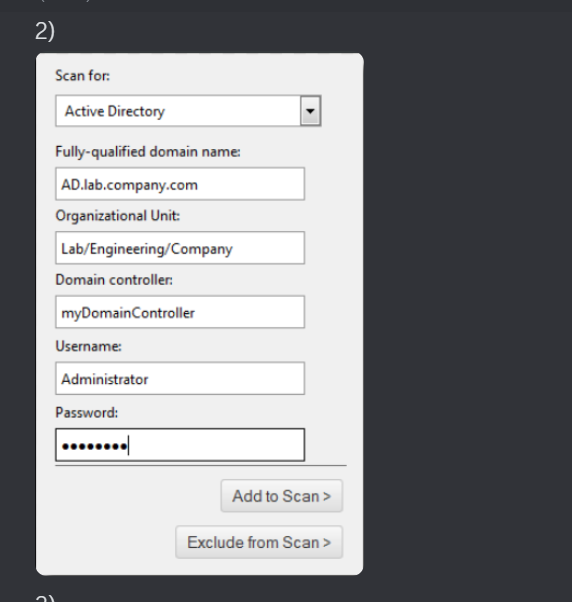 2)
Scan for:
Active Directory
Fully-qualified domain name:
AD.lab.company.com
Organizational Unit:
Lab/Engineering/Company
Domain controller:
myDomainController
Username:
Administrator
Password:
••••••••
Add to Scan >
Exclude from Scan >